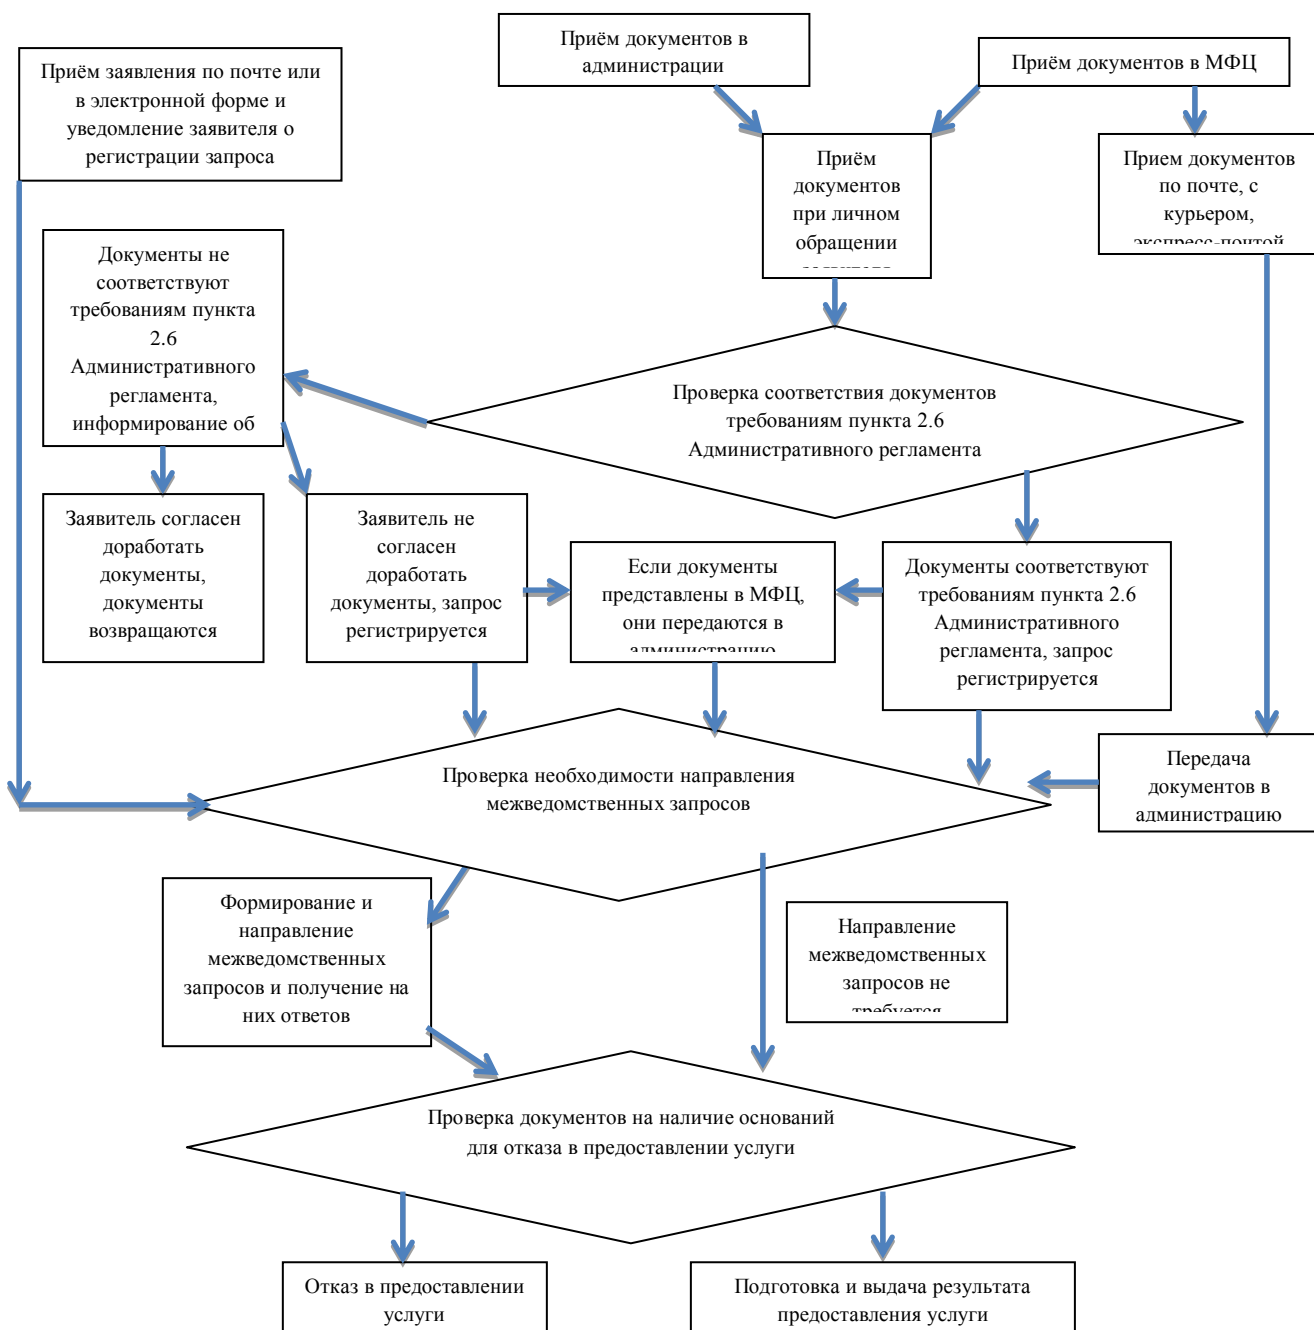 Приём документов в
администрации
Приём документов в МФЦ
Приём заявления по почте или
в электронной форме и
уведомление заявителя о
регистрации запроса
Приём
документов
при личном
обращении
Прием документов
по почте, с
курьером,
экспресс-почтой
Документы не
соответствуют
требованиям пункта
2.6
Административного
регламента,
информирование об
Проверка соответствия документов
требованиям пункта 2.6
Административного регламента
Заявитель согласен
доработать
документы,
документы
возвращаются
Заявитель не
согласен
доработать
документы, запрос
регистрируется
Если документы
представлены в МФЦ,
они передаются в
администрацию
Документы соответствуют
требованиям пункта 2.6
Административного
регламента, запрос
регистрируется
Проверка необходимости направления
межведомственных запросов
Передача
документов в
администрацию
Формирование и
направление
межведомственных
запросов и получение на
них ответов
Направление
межведомственных
запросов не
требуется
Проверка документов на наличие оснований
для отказа в предоставлении услуги
Отказ в предоставлении
услуги
Подготовка и выдача результата
предоставления услуги